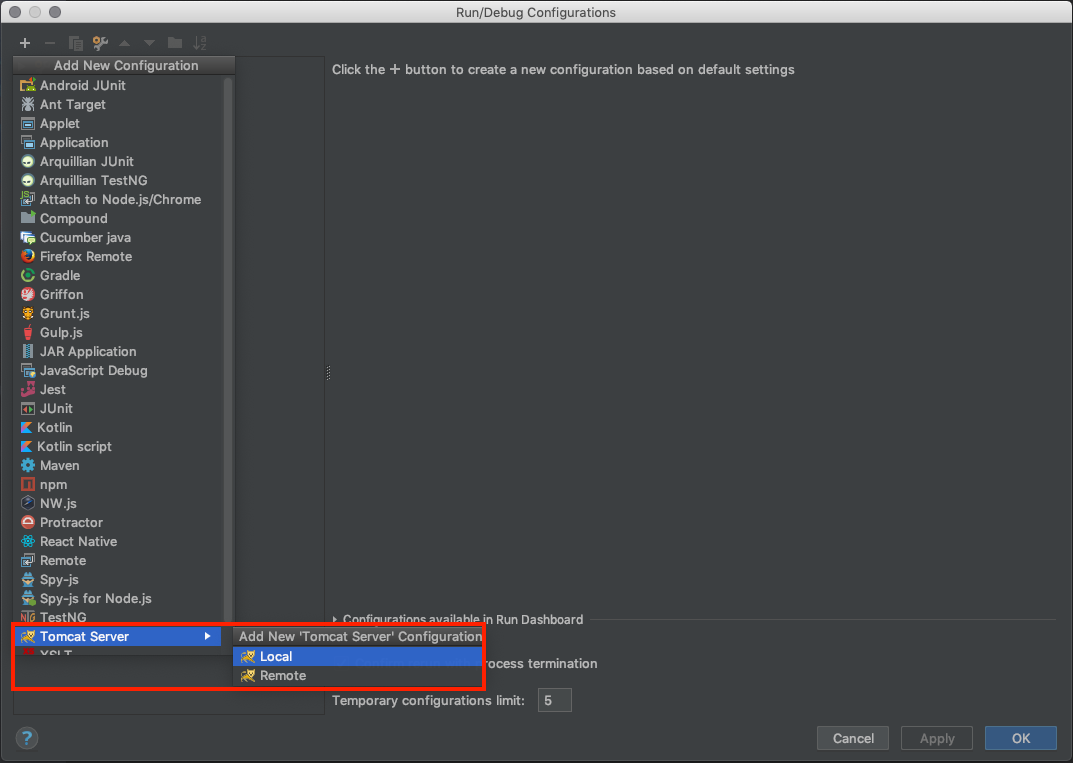 Run/Debug Configurations
Add New Configuration
Click the + button to create a new configuration based on default settings
Android JUnit
Ant Target
Applet
Application
Arquillian JUnit
Arquillian TestNG
Attach to Node.js/Chrome
Compound
Cucumber java
Firefox Remote
Gradle
Griffon
Grunt.js
Gulp.js
JAR Application
JavaScript Debug
Jest
JUnit
Kotlin
Kotlin script
Maven
npm
NW.js
Protractor
React Native
Remote
Spy-js
Spy-js for Node.js
TestNG
Configurations available in Run Dashboard
Tomcat Server
Add New 'Tomcat Server' Configuration
XSLT
Local
rocess termination
Remote
Temporary configurations limit: 5
? Cancel Apply OK